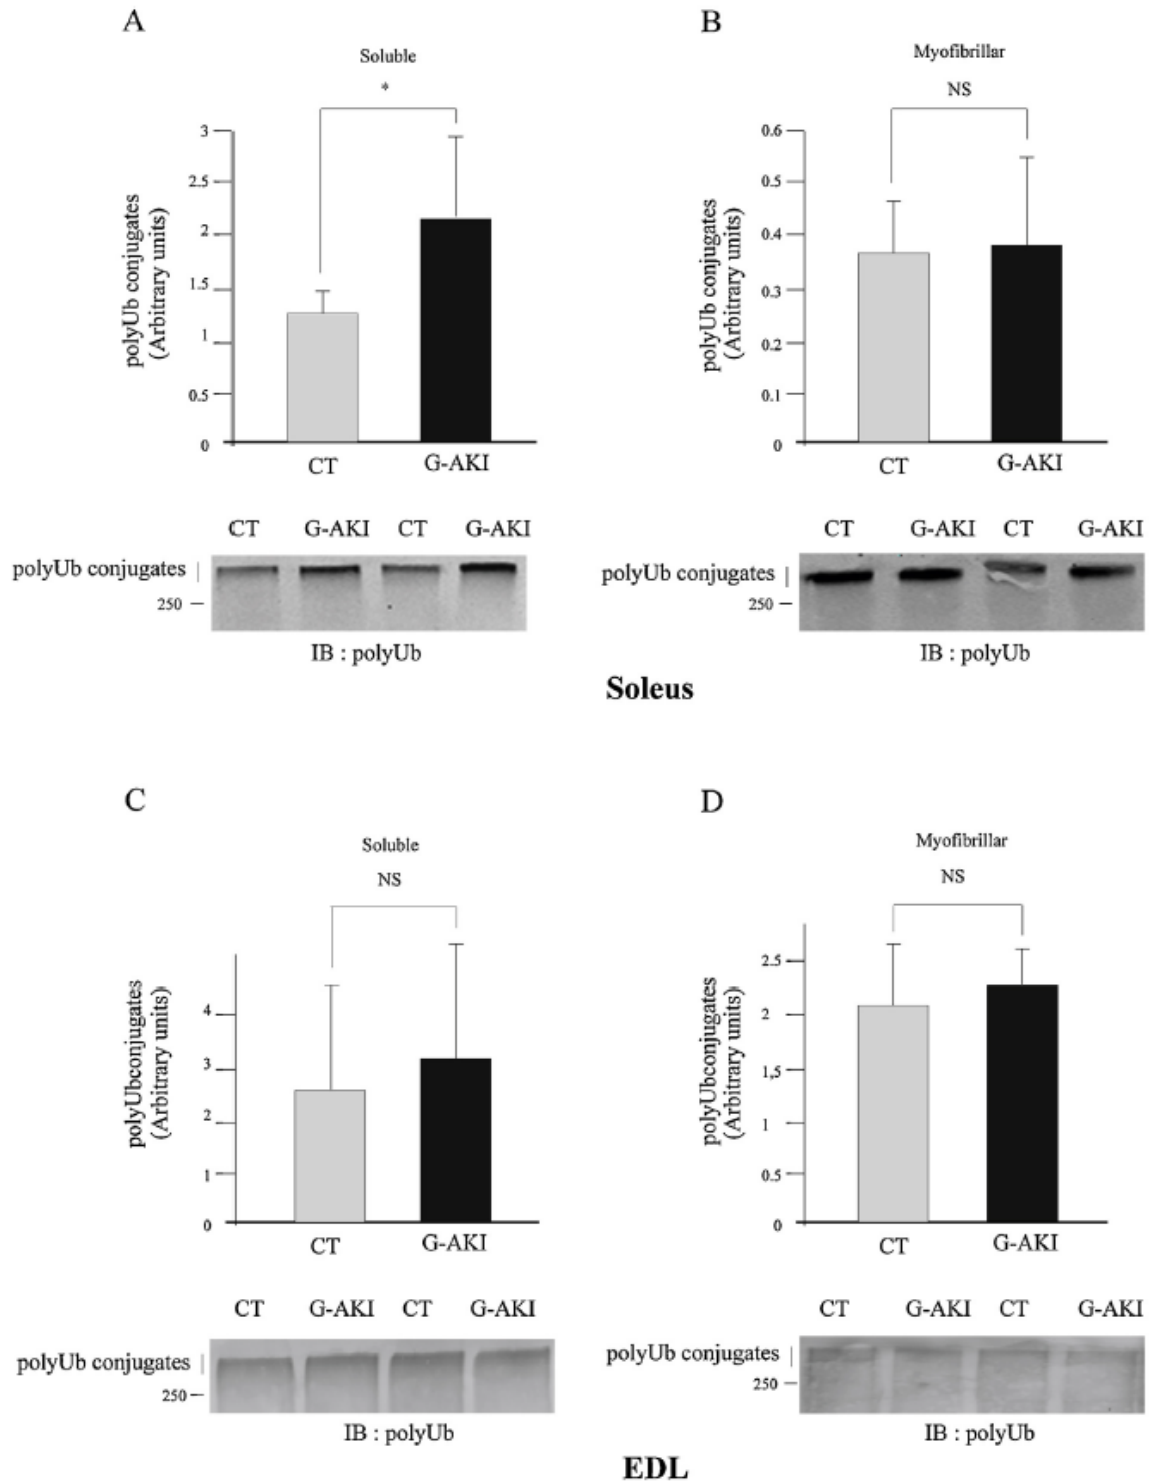 A
Soluble
*
3
2.5
2
1.5
1
0.5
0
polyUb conjugates
(Arbitrary units)
CT
G-AKI
CT G-AKI CT G-AKI
polyUb conjugates
250
IB : polyUb
B
Myofibrillar
NS
0.6
0.5
0.4
0.3
0.2
0.1
0
polyUb conjugates
(Arbitrary units)
CT
G-AKI
CT G-AKI CT G-AKI
polyUb conjugates
250
IB : polyUb
Soleus
C
Soluble
NS
4
3
2
1
0
polyUbconjugates
(Arbitrary units)
CT
G-AKI
CT G-AKI CT G-AKI
polyUb conjugates
250
IB : polyUb
D
Myofibrillar
NS
2.5
2
1,5
1
0.5
0
polyUbconjugates
(Arbitrary units)
CT
G-AKI
CT G-AKI CT G-AKI
polyUb conjugates
250
IB : polyUb
EDL